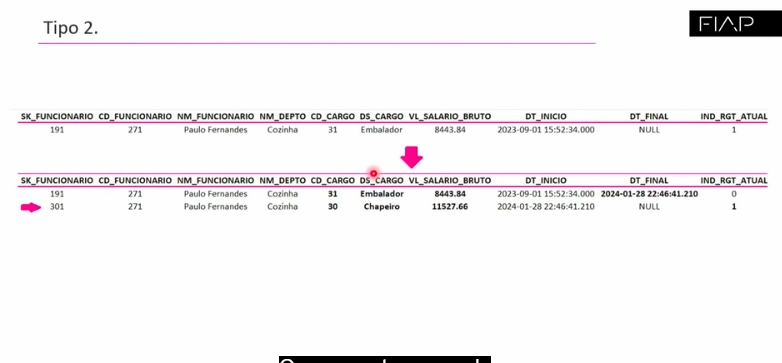 Tipo 2.
FIAP
SK_FUNCIONARIO CD_FUNCIONARIO NM_FUNCIONARIO NM_DEPTO CD_CARGO DS_CARGO VL_SALARIO_BRUTO DT_INICIO DT_FINAL IND_RGT_ATUAL
191 271 Paulo Fernandes Cozinha 31 Embalador 8443.84 2023-09-01 15:52:34.000 NULL 1
SK_FUNCIONARIO CD_FUNCIONARIO NM_FUNCIONARIO NM_DEPTO CD_CARGO DS_CARGO VL_SALARIO_BRUTO DT_INICIO DT_FINAL IND_RGT_ATUAL
191 271 Paulo Fernandes Cozinha 31 Embalador 8443.84 2023-09-01 15:52:34.000 2024-01-28 22:46:41.210 0
301 271 Paulo Fernandes Cozinha 30 Chapeiro 11527.66 2024-01-28 22:46:41.210 NULL 1